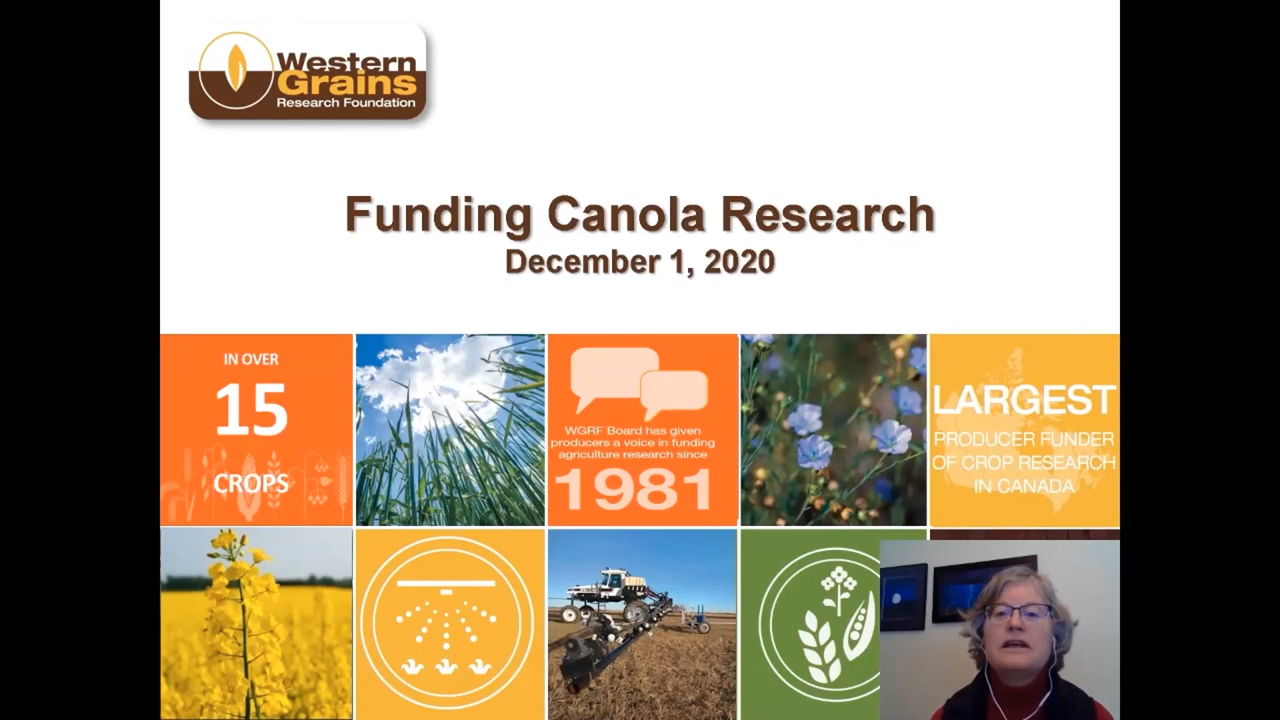 Western
Grains
Research Foundation
Funding Canola Research
December 1, 2020
IN OVER
15
CROPS
WGRF Board has given
producers a voice in funding
agriculture research since
1981
LARGEST
PRODUCER FUNDER
OF CROP RESEARCH
IN CANADA